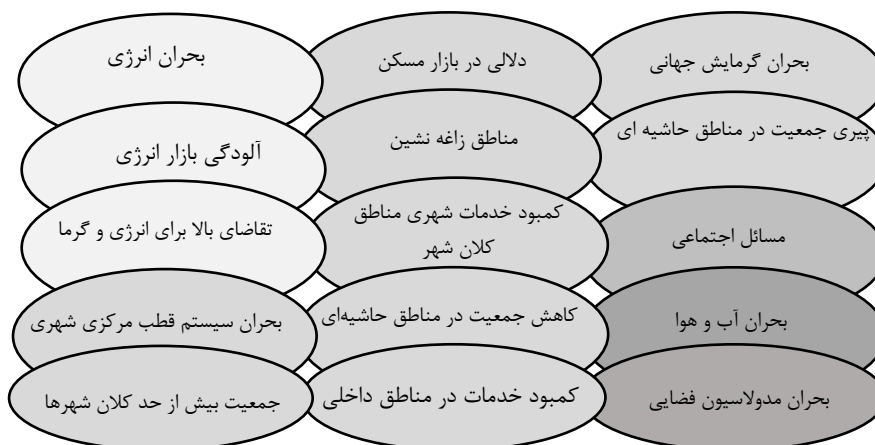 بحران گرمایش جهانی
پیری جمعیت در مناطق حاشیه ای
مسائل اجتماعی
بحران آب و هوا
بحران مدولاسیون فضایی
دلالی در بازار مسکن
مناطق زاغه نشین
کمبود خدمات شهری مناطق
کلان شهر
کاهش جمعیت در مناطق حاشیه‌ای
کمبود خدمات در مناطق داخلی
بحران انرژی
آلودگی بازار انرژی
تقاضای بالا برای انرژی و گرما
بحران سیستم قطب مرکزی شهری
جمعیت بیش از حد کلان شهرها